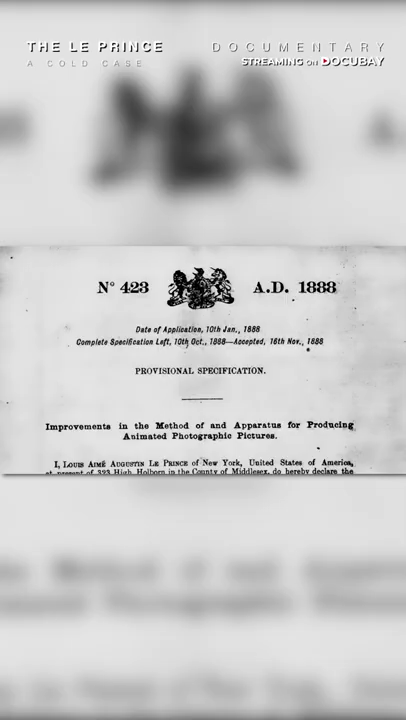 THE LE PRINCE
A COLD CASE
DOCUMENTARY
STREAMING ON DOCUBAY
Nº 423
A.D. 1888
Date of Application, 10th Jan., 1888
Complete Specification Left, 10th Oct., 1888—Accepted, 16th Nov., 1888
PROVISIONAL SPECIFICATION.
Improvements in the Method of and Apparatus for Producing
Animated Photographic Pictures.
I, LOUIS AIMÉ AUGUSTIN LE PRINCE of New York, United States of America,
at present of 323 High Holborn in the County of Middlesex, do hereby declare the